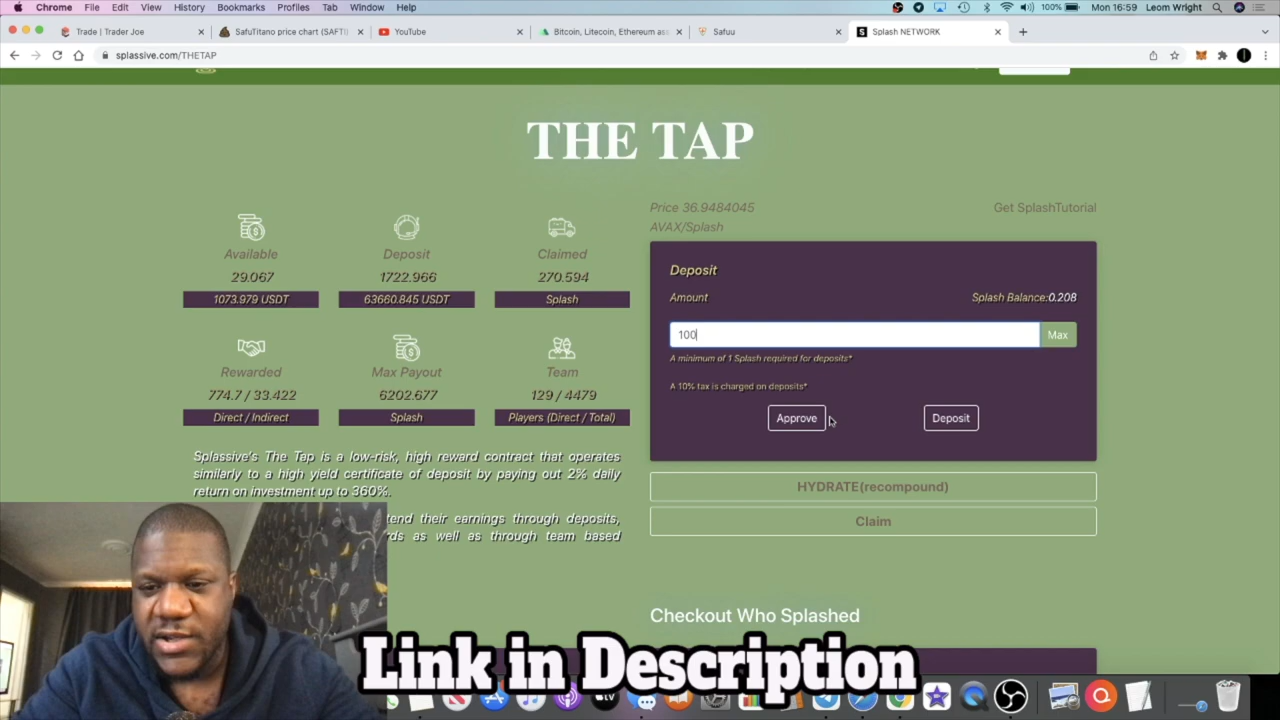 Chrome File Edit View History Bookmarks Profiles Tab Window Help 100% Mon 16:59 Leom Wright
Trade | Trader Joe
SafuTitano price chart (SAFTI
YouTube
Bitcoin, Litecoin, Ethereum as
Safuu
Splash NETWORK
splassive.com/THETAP
THE TAP
Price 36.9484045 Get SplashTutorial
AVAX/Splash
Available Deposit Claimed
29.067 1722.966 270.594
1073.979 USDT 63660.845 USDT Splash
Rewarded Max Payout Team
774.7 / 33.422 6202.677 129 / 4479
Direct / Indirect Splash Players (Direct / Total)
Deposit
Amount Splash Balance:0.208
100 Max
A minimum of 1 Splash required for deposits*
A 10% tax is charged on deposits*
Approve Deposit
HYDRATE(recompound)
Claim
Splassive's The Tap is a low-risk, high reward contract that operates
similarly to a high yield certificate of deposit by paying out 2% daily
return on investment up to 360%.
tend their earnings through deposits,
rds as well as through team based
Checkout Who Splashed
Link in Description